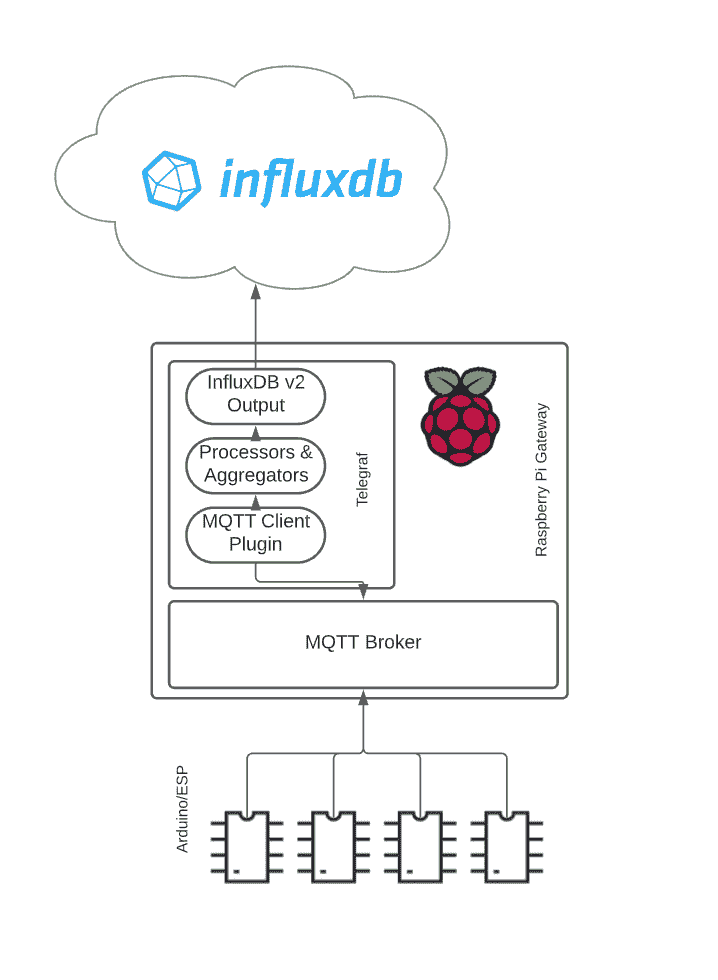 influxdb
InfluxDB v2
Output
Processors &
Aggregators
MQTT Client
Plugin
Telegraf
Raspberry Pi Gateway
MQTT Broker
Arduino/ESP